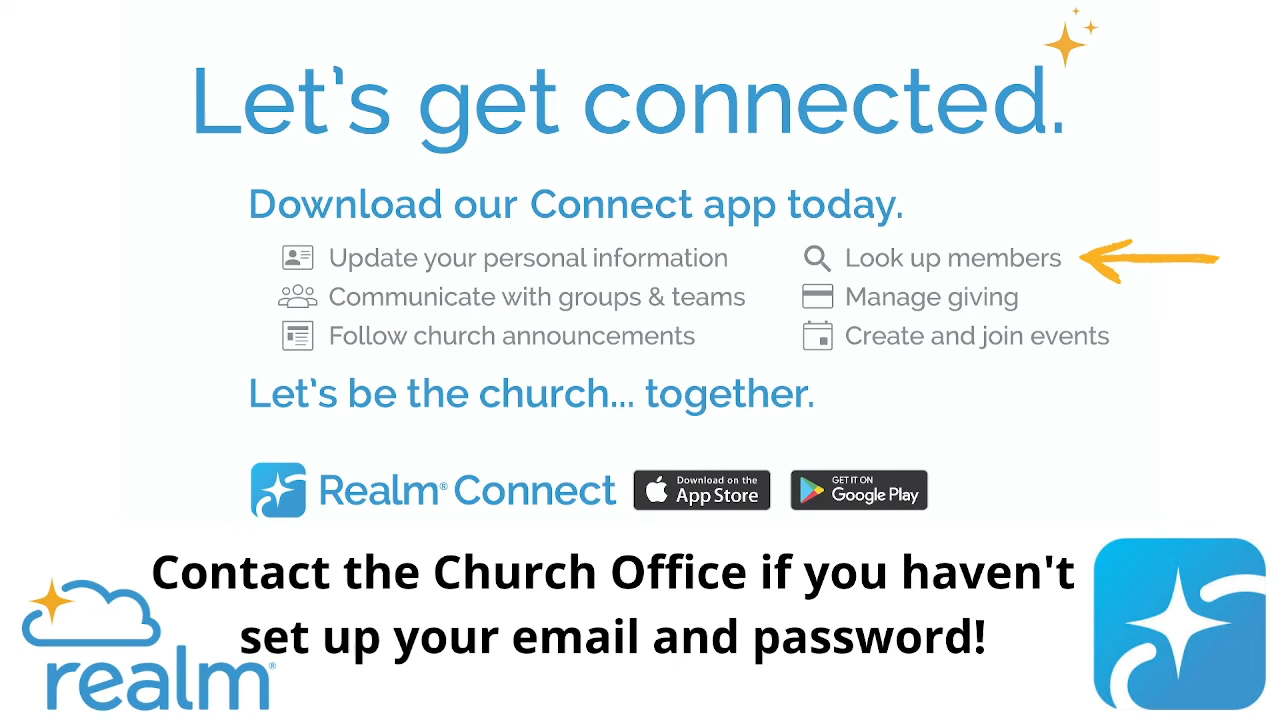 Let's get connected.
Download our Connect app today.
Update your personal information
Communicate with groups & teams
Follow church announcements
Look up members
Manage giving
Create and join events
Let's be the church... together.
Realm® Connect
Download on the
App Store
GET IT ON
Google Play
Contact the Church Office if you haven't
set up your email and password!
realm®